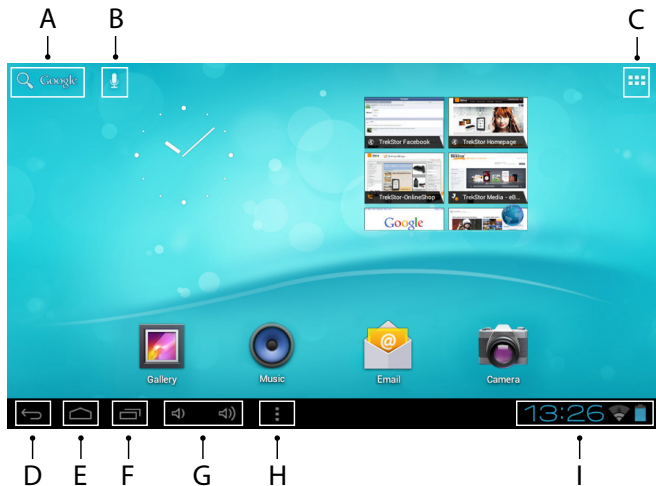 A B C
Google
TrekStor Facebook TrekStor Homepage
TrekStor-OnlineShop TrekStor Media - eB...
Google
Gallery Music Email Camera
13:26
D E F G H I